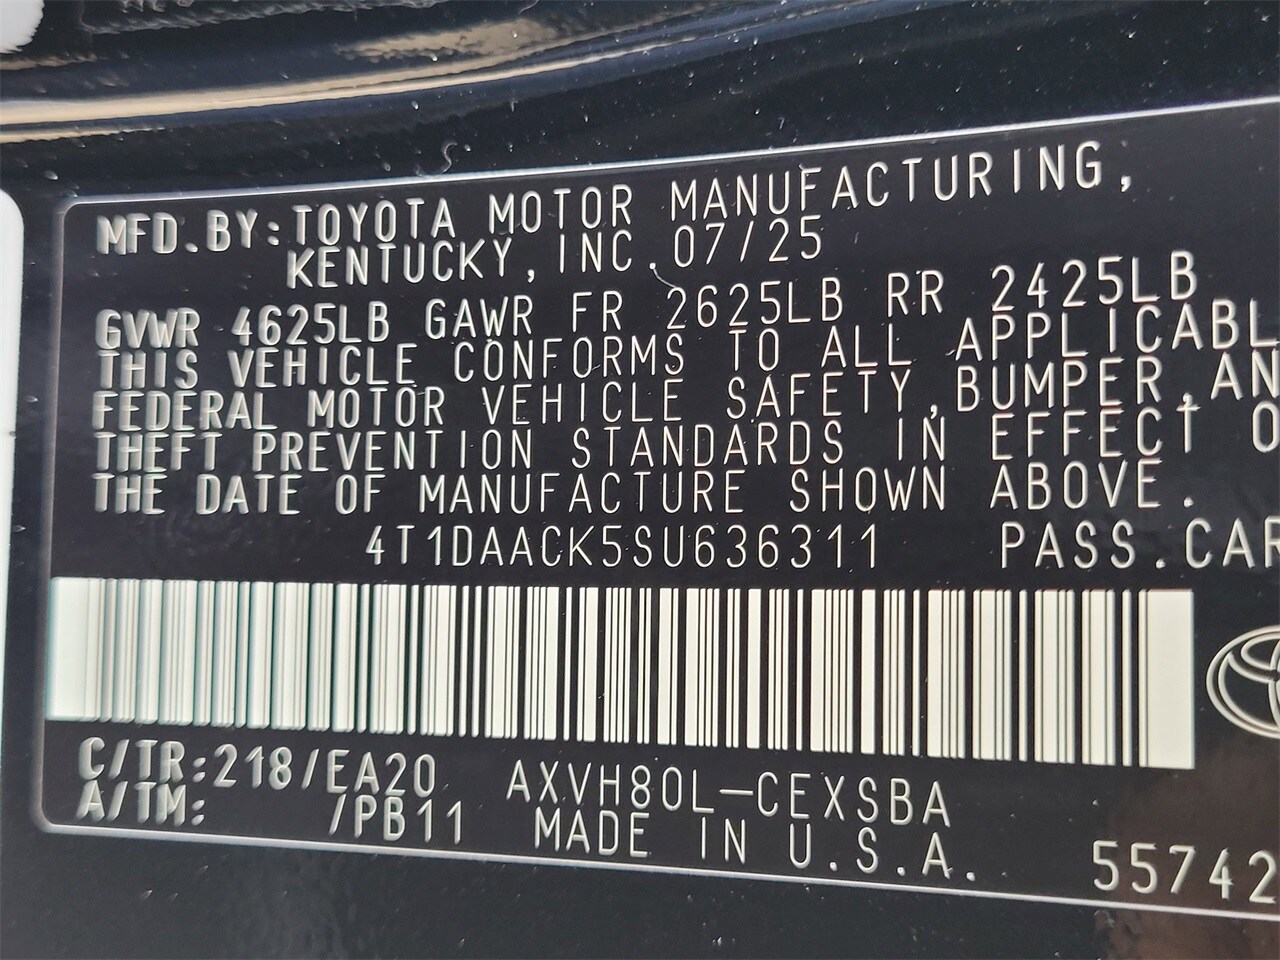 MFD.BY:TOYOTA MOTOR MANUFACTURING,
KENTUCKY,INC. 07/25
GVWR 4625LB GAWR FR 2625LB RR 2425LB
THIS VEHICLE CONFORMS TO ALL APPLICABL
FEDERAL MOTOR VEHICLE SAFETY,BUMPER,AN
THEFT PREVENTION STANDARDS IN EFFECT O
THE DATE OF MANUFACTURE SHOWN ABOVE.
4T1DAACK5SU636311 PASS.CAR
C/TR:218/EA20 AXVH80L-CEXSBA
A/TM: /PB11 MADE IN U.S.A. 55742